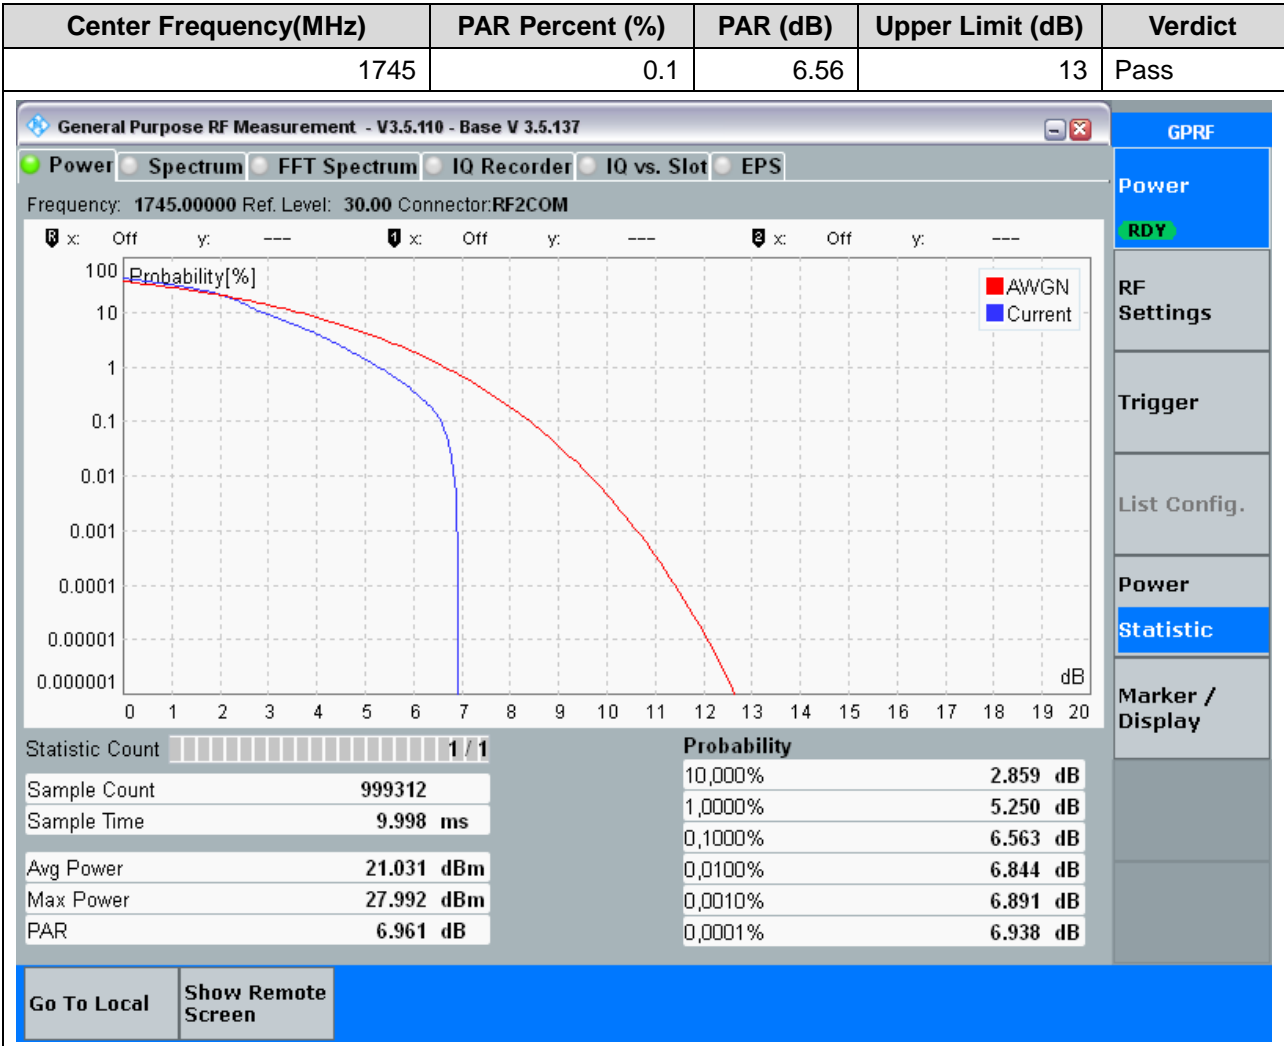 Center Frequency(MHz) PAR Percent (%) PAR (dB) Upper Limit (dB) Verdict
1745 0.1 6.56 13 Pass
General Purpose RF Measurement - V3.5.110 - Base V 3.5.137
GPRF
Power Spectrum FFT Spectrum IQ Recorder IQ vs. Slot EPS
Frequency: 1745.00000 Ref. Level: 30.00 Connector:RF2COM
R x: Off y: --- 1 x: Off y: --- 2 x: Off y: ---
Probability[%]
AWGN
Current
100
10
1
0.1
0.01
0.001
0.0001
0.00001
0.000001
dB
0 1 2 3 4 5 6 7 8 9 10 11 12 13 14 15 16 17 18 19 20
Statistic Count 1 / 1
Sample Count 999312
Sample Time 9.998 ms
Avg Power 21.031 dBm
Max Power 27.992 dBm
PAR 6.961 dB
Probability
10,000% 2.859 dB
1,0000% 5.250 dB
0,1000% 6.563 dB
0,0100% 6.844 dB
0,0010% 6.891 dB
0,0001% 6.938 dB
Power
RDY
RF
Settings
Trigger
List Config.
Power
Statistic
Marker /
Display
Go To Local
Show Remote
Screen